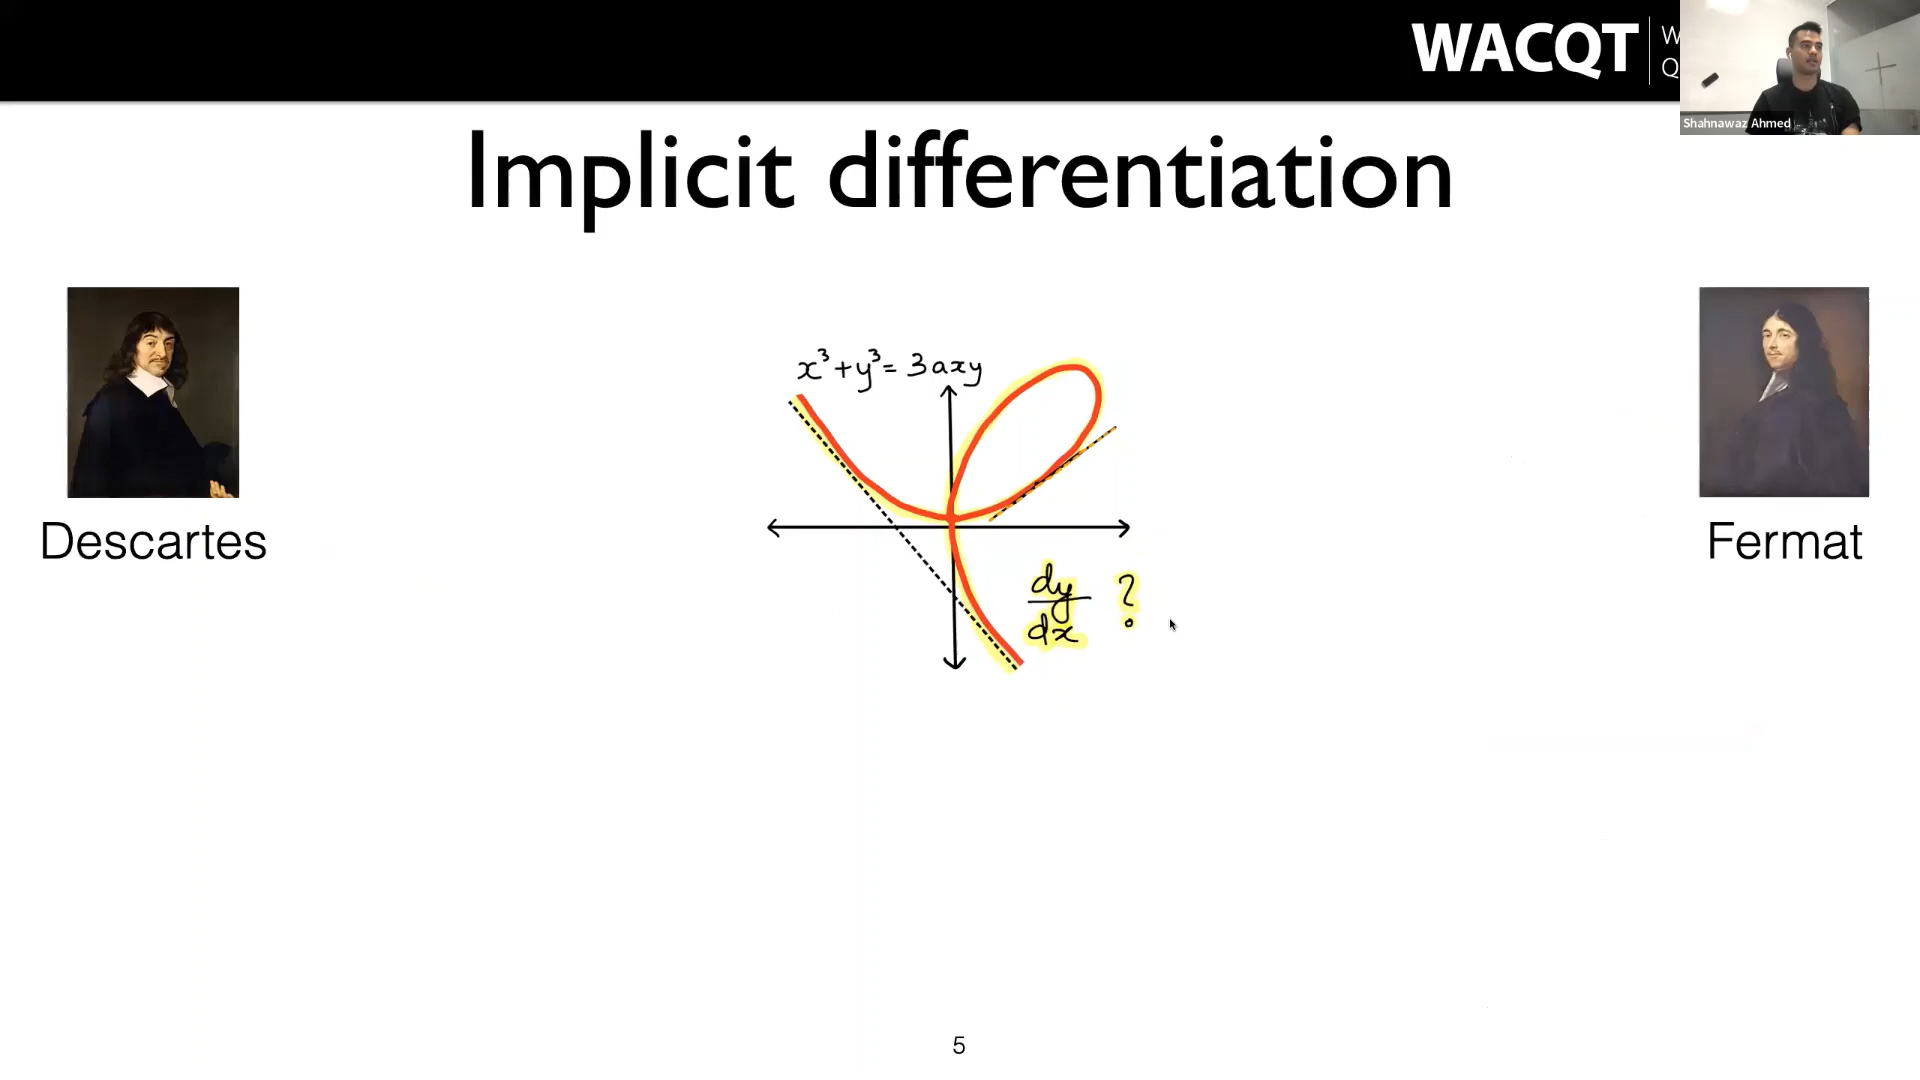 WACQT
W
Q
Shahnawaz Ahmed
Implicit differentiation
x³+y³= 3axy
Descartes
Fermat
dy
dx
?
5